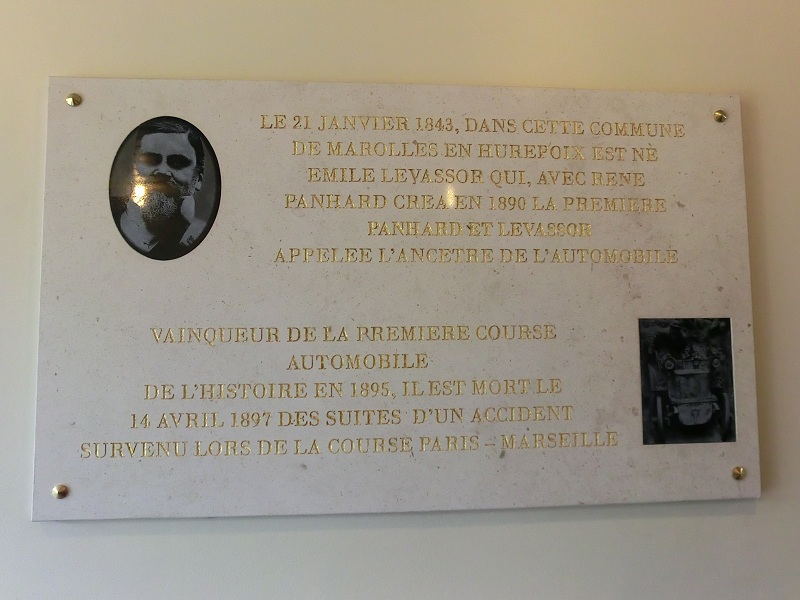 LE 21 JANVIER 1843, DANS CETTE COMMUNE
DE MAROLLES EN HUREPOIX EST NE
EMILE LEVASSOR QUI, AVEC RENE
PANHARD CREA EN 1890 LA PREMIERE
PANHARD ET LEVASSOR
APPELEE L'ANCETRE DE L'AUTOMOBILE
VAINQUEUR DE LA PREMIERE COURSE
AUTOMOBILE
DE L'HISTOIRE EN 1895, IL EST MORT LE
14 AVRIL 1897 DES SUITES D'UN ACCIDENT
SURVENU LORS DE LA COURSE PARIS - MARSEILLE